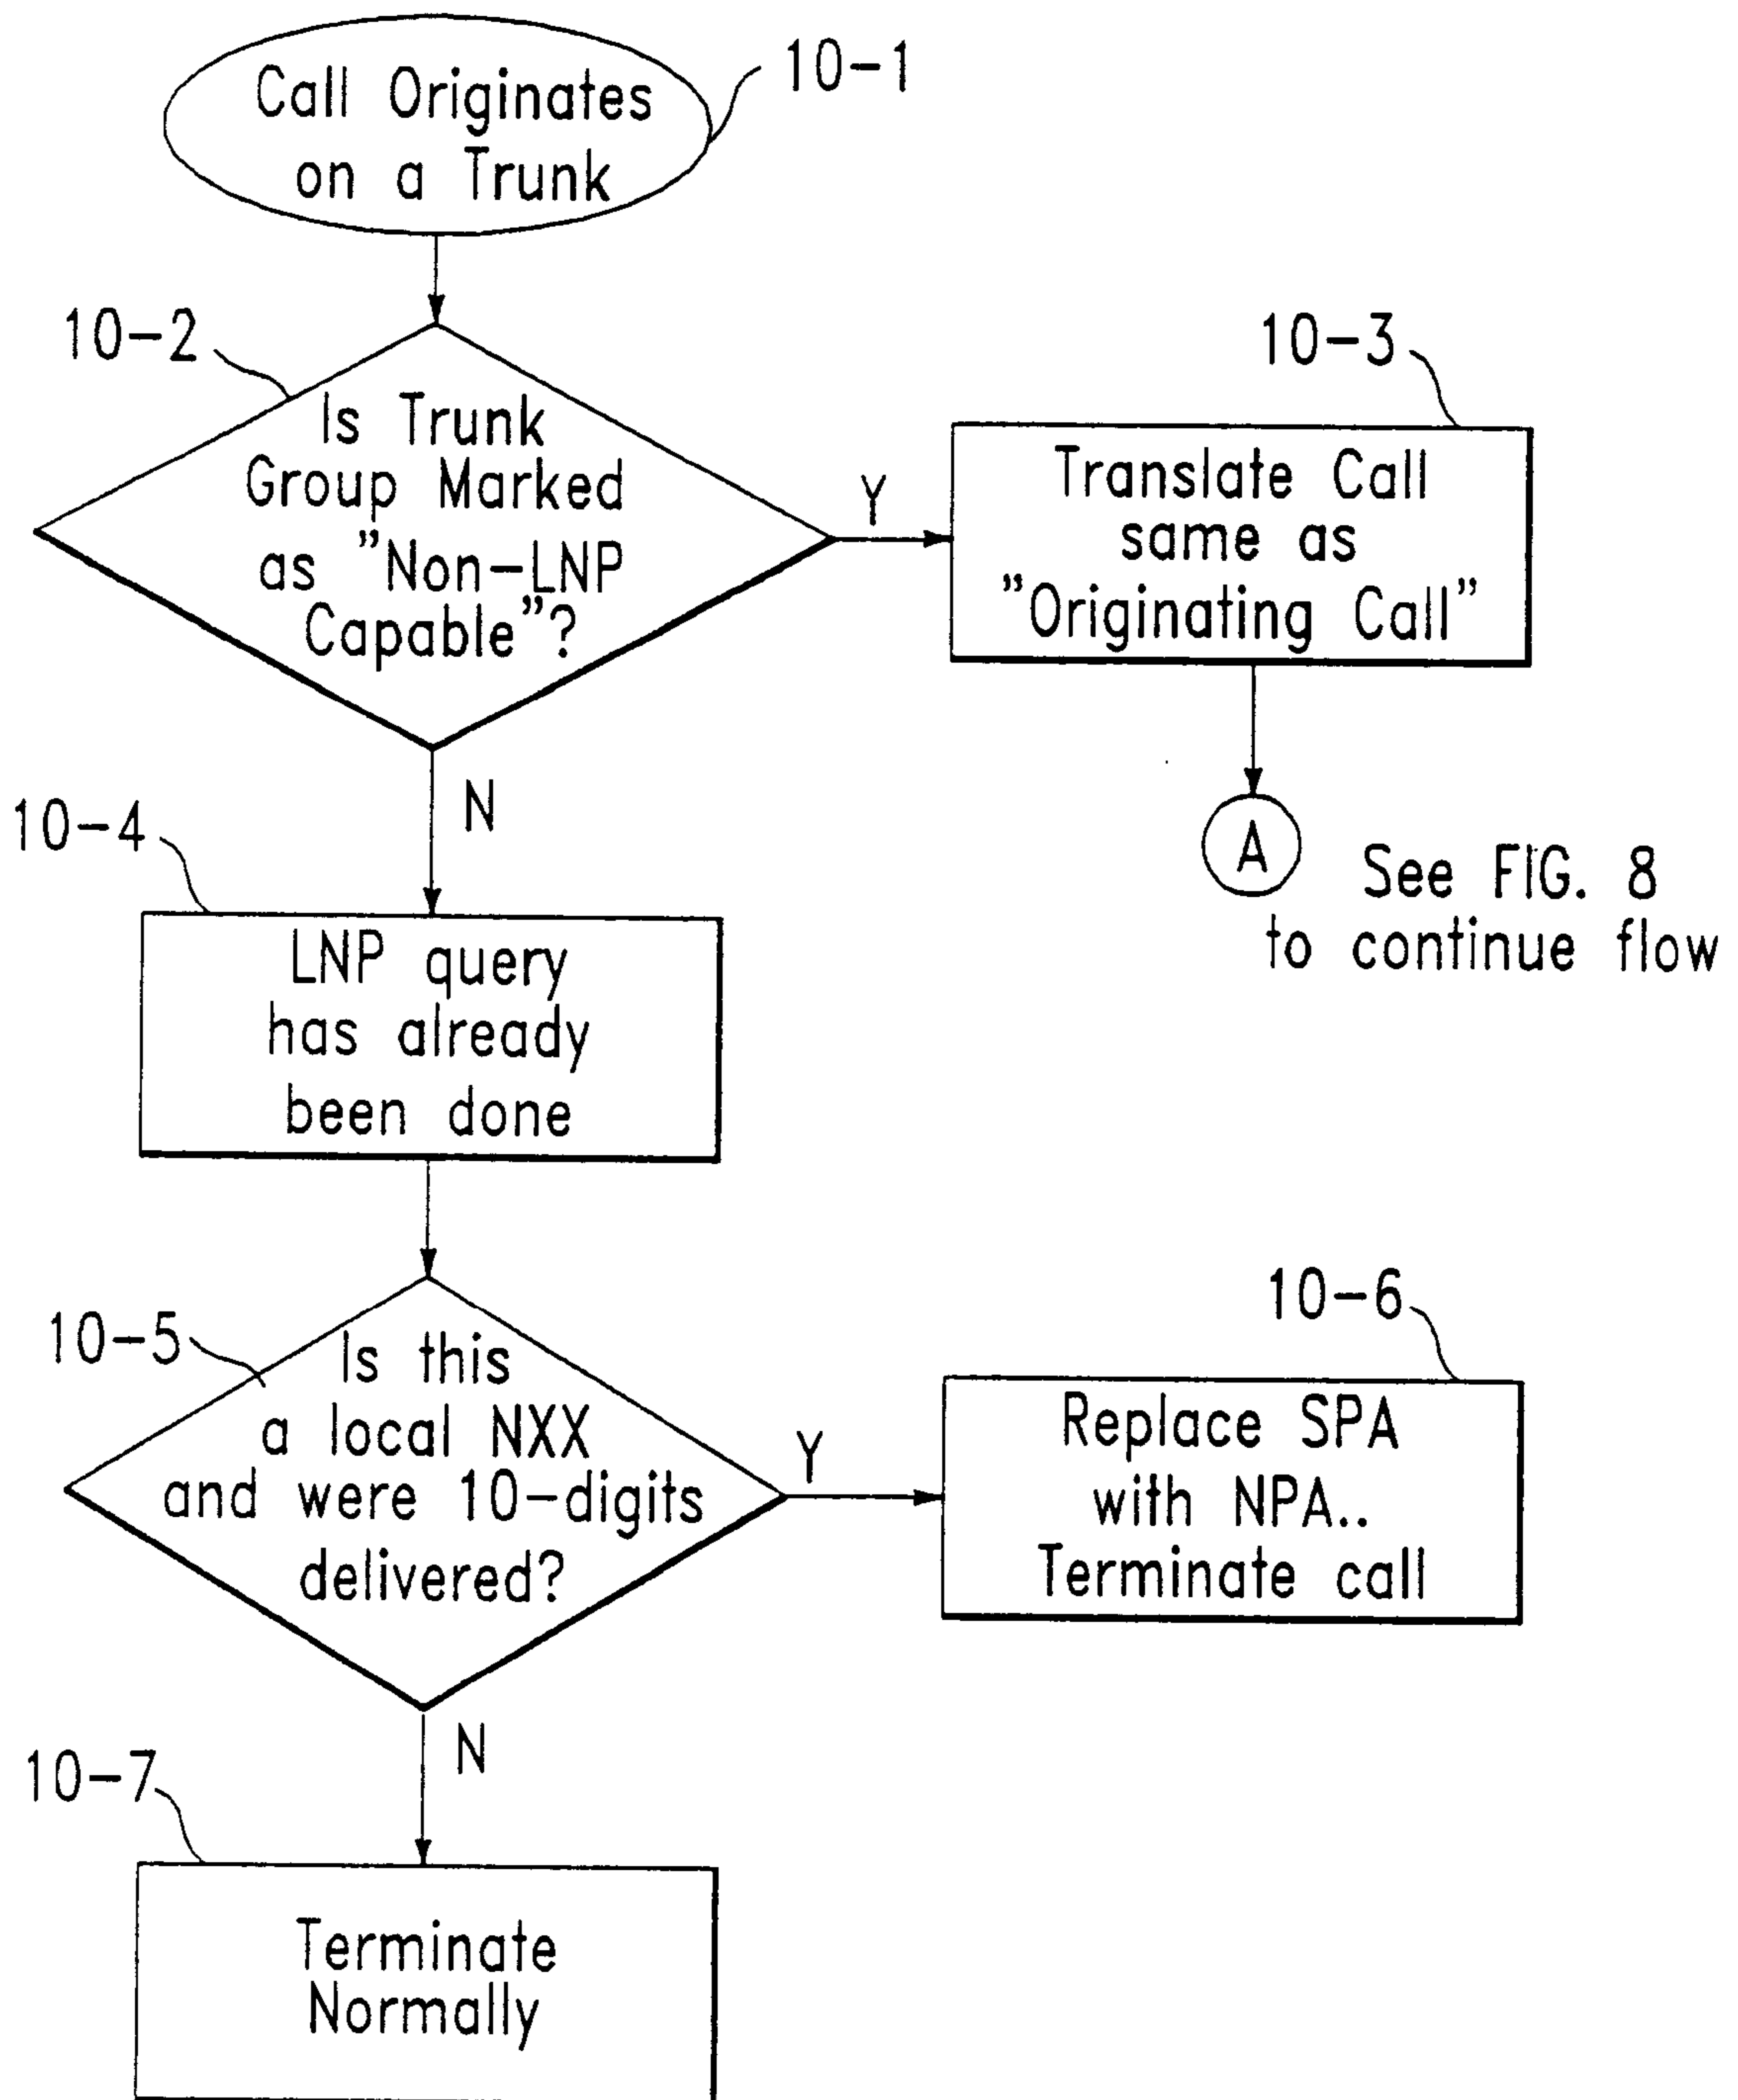 Call Originates
on a Trunk
10-1
10-2
Is Trunk
Group Marked
as "Non-LNP
Capable"?
Y
10-3
Translate Call
same as
"Originating Call"
A
See FIG. 8
to continue flow
N
10-4
LNP query
has already
been done
10-5
Is this
a local NXX
and were 10-digits
delivered?
Y
10-6
Replace SPA
with NPA..
Terminate call
N
10-7
Terminate
Normally